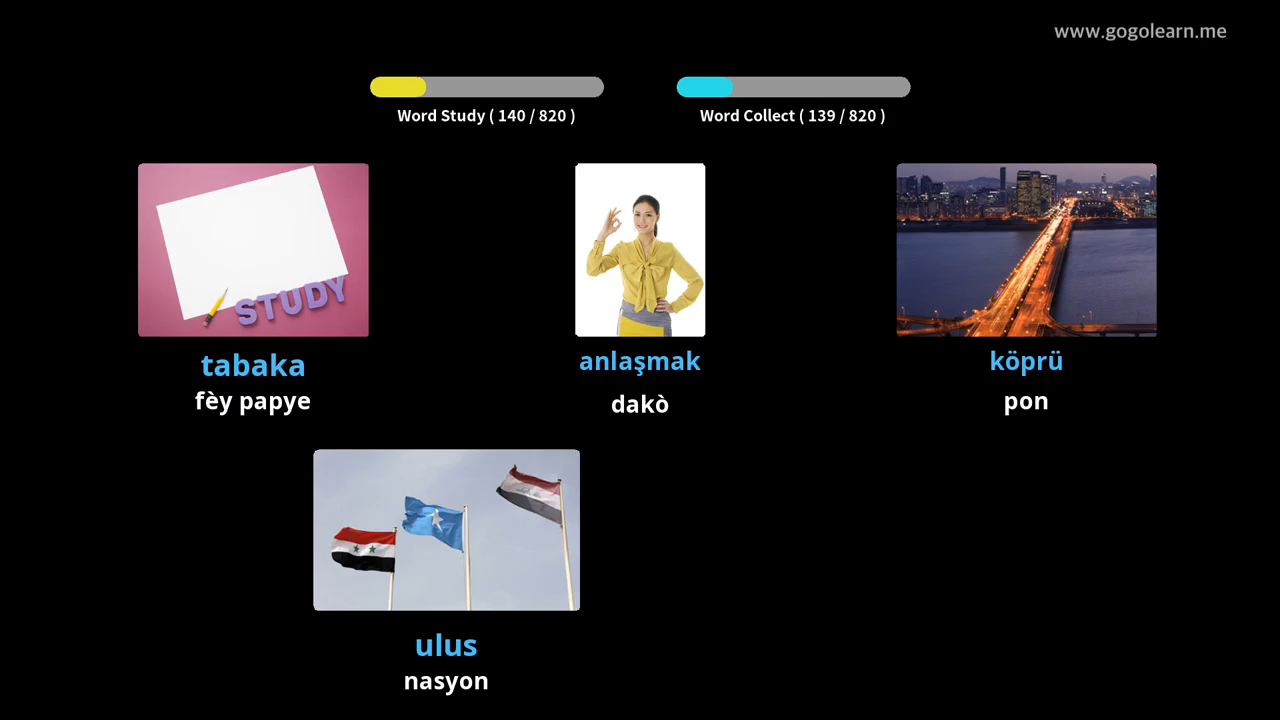 www.gogolearn.me
Word Study ( 140 / 820 )
Word Collect ( 139 / 820 )
STUDY
tabaka
fèy papye
anlaşmak
dakò
köprü
pon
ulus
nasyon